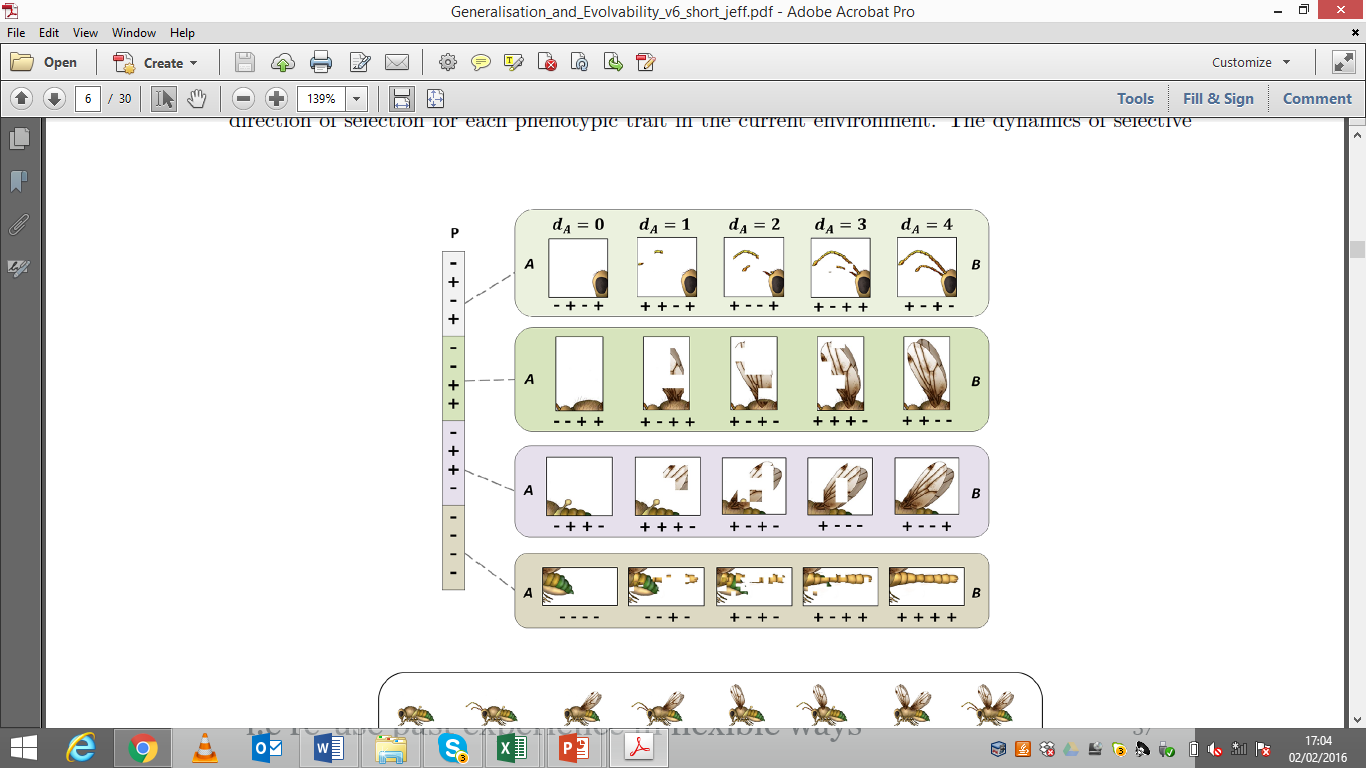 Generalisation_and_Evolvability_v6_short_jeff.pdf - Adobe Acrobat Pro
File Edit View Window Help
Open Create Customize
6 / 30 139% Tools Fill & Sign Comment
direction of selection for each phenotypic trait in the current environment. The dynamics of selective
P
-
+
-
+
-
-
+
+
-
+
+
-
-
-
-
-
d_A = 0 d_A = 1 d_A = 2 d_A = 3 d_A = 4
A B
- + - + + + - + + - - + + - + + + - + -
A B
- - + + + - + + + - + - + + + - + + - -
A B
- + + - + + + - + - + - + - - - + - - +
A B
- - - - - - + - + - + - + - + + + + + +
17:04
02/02/2016